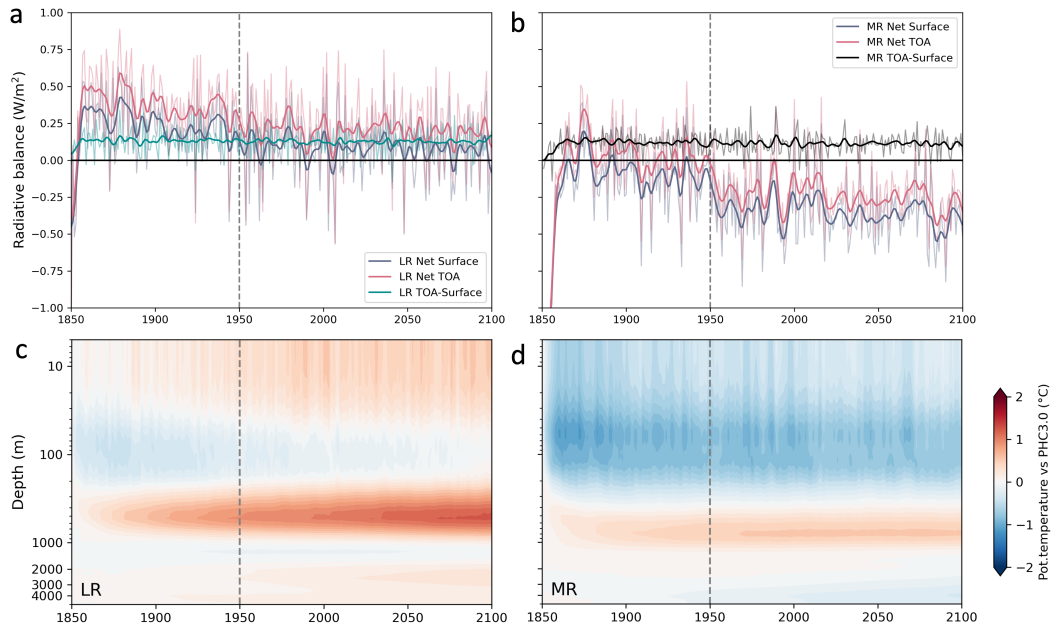 a
b
1.00
0.75
0.50
0.25
0.00
−0.25
−0.50
−0.75
−1.00
Radiative balance (W/m²)
LR Net Surface
LR Net TOA
LR TOA-Surface
MR Net Surface
MR Net TOA
MR TOA-Surface
1850 1900 1950 2000 2050 2100
1850 1900 1950 2000 2050 2100
c
d
10
100
1000
2000
3000
4000
Depth (m)
LR
MR
1850 1900 1950 2000 2050 2100
1850 1900 1950 2000 2050 2100
2
1
0
−1
−2
Pot.temperature vs PHC3.0 (°C)